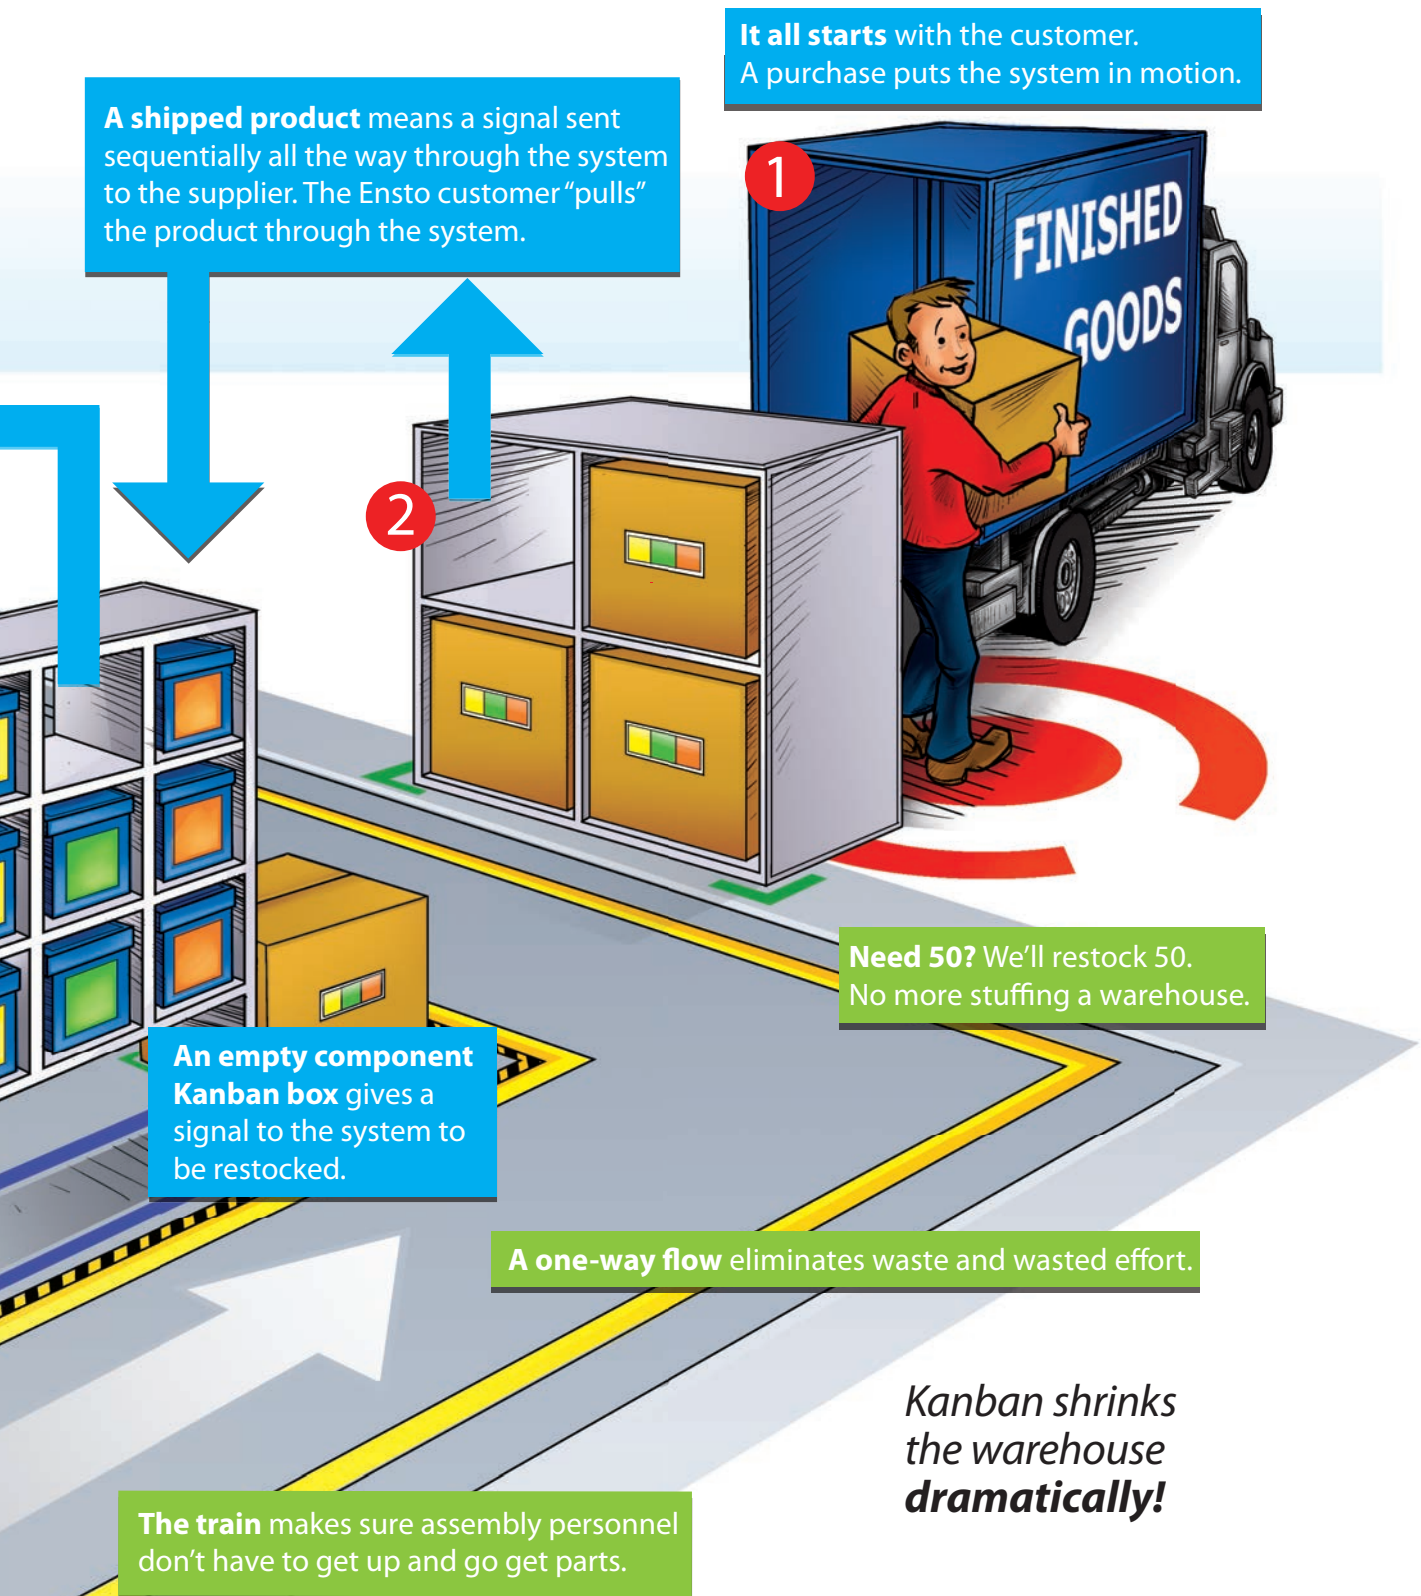 It all starts with the customer.
A purchase puts the system in motion.
A shipped product means a signal sent
sequentially all the way through the system
to the supplier. The Ensto customer “pulls”
the product through the system.
1
FINISHED
GOODS
2
Need 50? We’ll restock 50.
No more stuffing a warehouse.
An empty component
Kanban box gives a
signal to the system to
be restocked.
A one-way flow eliminates waste and wasted effort.
Kanban shrinks
the warehouse
dramatically!
The train makes sure assembly personnel
don’t have to get up and go get parts.